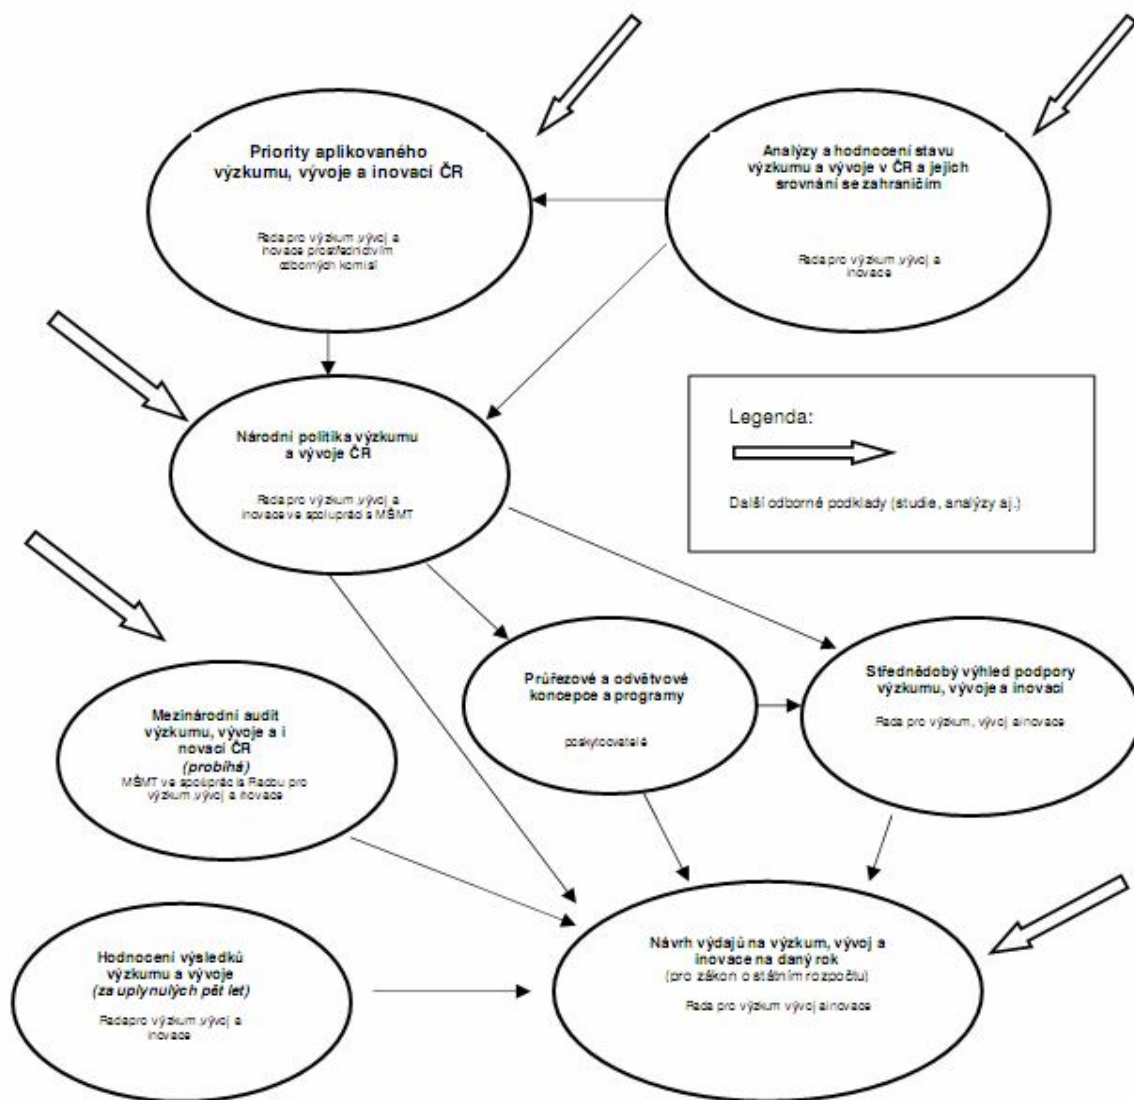 Priority aplikovaného
výzkumu, vývoje a inovací ČR
Rada pro výzkum ,vývoj a
inovace prostřednictvím
odborných komisí
Analýzy a hodnocení stavu
výzkumu a vývoje v ČR a jejich
srovnání se zahraničím
Rada pro výzkum ,vývoj a
inovace
Národní politika výzkumu
a vývoje ČR
Rada pro výzkum ,vývoj a
inovace ve spolupráci s MŠMT
Legenda:
Další odborné podklady (studie, analýzy aj.)
Průřezové a odvětvové
koncepce a programy
poskytovatelé
Střednědobý výhled podpory
výzkumu, vývoje a inovací
Rada pro výzkum, vývoj a inovace
Mezinárodní audit
výzkumu, vývoje a i
novací ČR
(probíhá)
MŠMT ve spolupráci s Radou pro
výzkum ,vývoj a inovace
Hodnocení výsledků
výzkumu a vývoje
(za uplynulých pět let)
Rada pro výzkum ,vývoj a
inovace
Návrh výdajů na výzkum, vývoj a
inovace na daný rok
(pro zákon o státním rozpočtu)
Rada pro výzkum vývoj a inovace